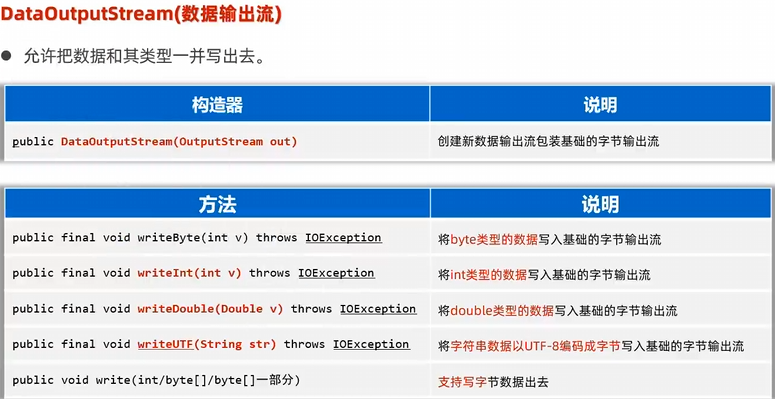 DataOutputStream(数据输出流)
● 允许把数据和其类型一并写出去。
构造器 说明
public DataOutputStream(OutputStream out) 创建新数据输出流包装基础的字节输出流
方法 说明
public final void writeByte(int v) throws IOException 将byte类型的数据写入基础的字节输出流
public final void writeInt(int v) throws IOException 将int类型的数据写入基础的字节输出流
public final void writeDouble(Double v) throws IOException 将double类型的数据写入基础的字节输出流
public final void writeUTF(String str) throws IOException 将字符串数据以UTF-8编码成字节写入基础的字节输出流
public void write(int/byte[]/byte[]一部分) 支持写字节数据出去